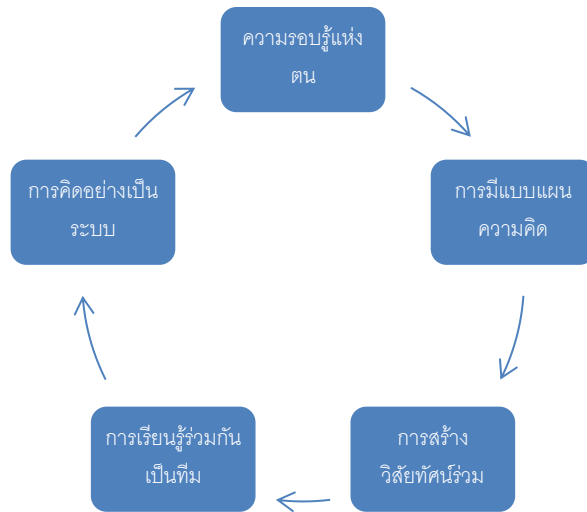 ความรอบรู้แห่ง
ตน
การมีแบบแผน
ความคิด
การสร้าง
วิสัยทัศน์ร่วม
การเรียนรู้ร่วมกัน
เป็นทีม
การคิดอย่างเป็น
ระบบ